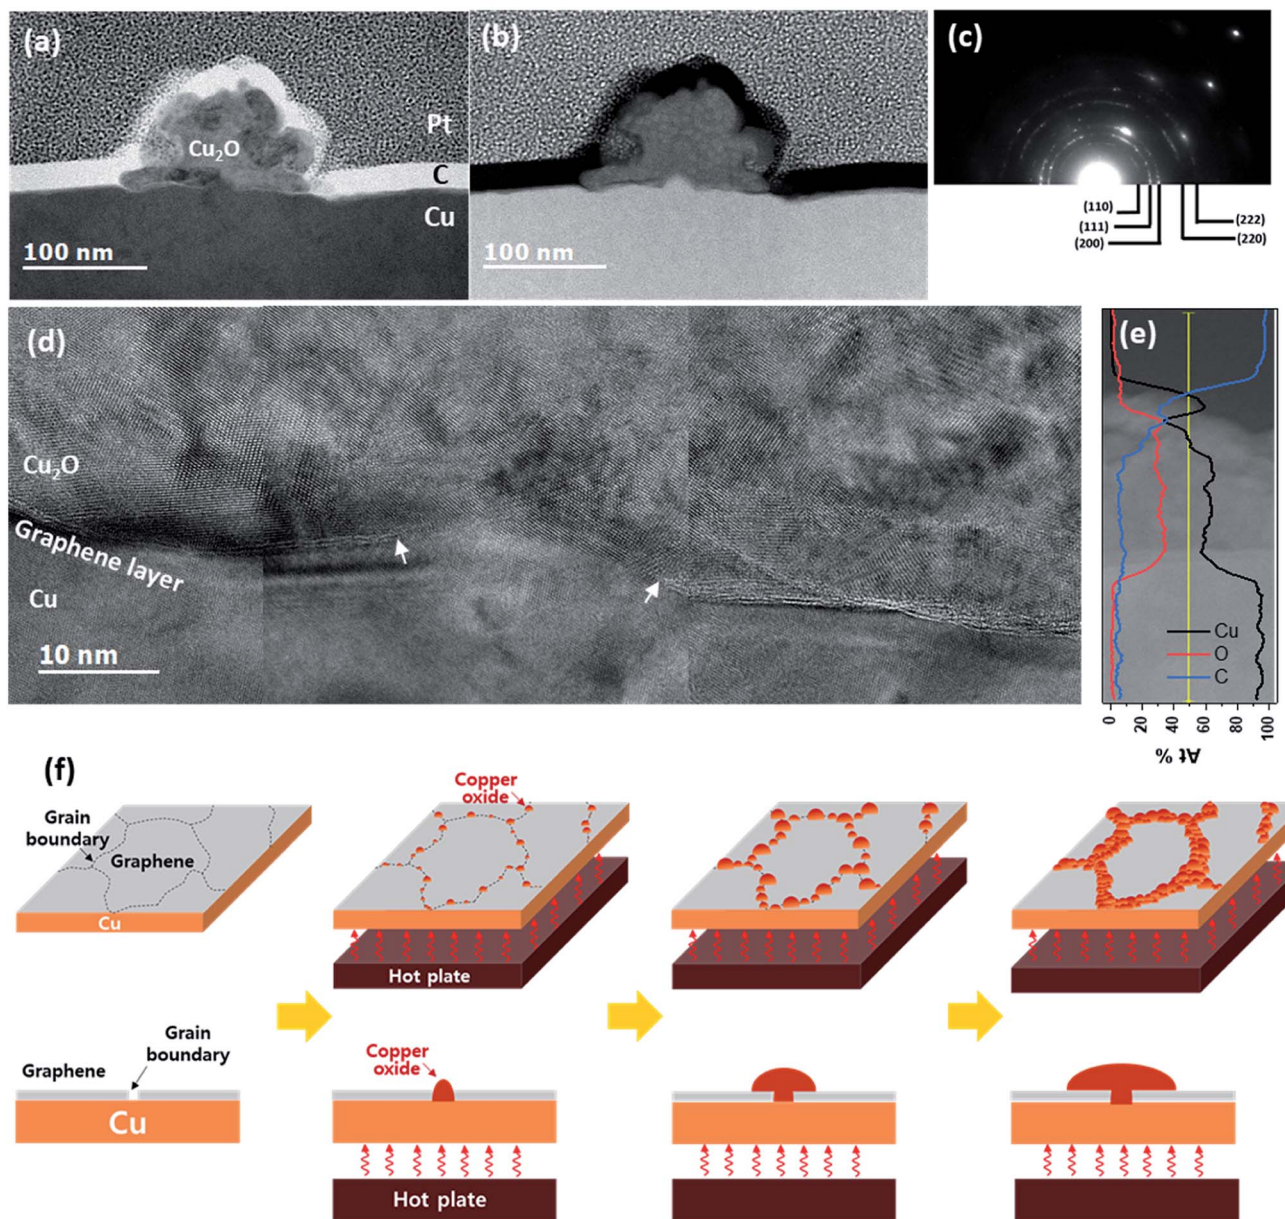 (a)
Pt
Cu₂O
C
Cu
100 nm
(b)
100 nm
(c)
(110)
(111)
(200)
(222)
(220)
(d)
Cu₂O
Graphene layer
Cu
10 nm
(e)
Cu
O
C
0
20
40
60
80
100
At %
(f)
Grain
boundary
Graphene
Cu
Copper
oxide
Hot plate
Graphene
Grain
boundary
Cu
Copper
oxide
Hot plate